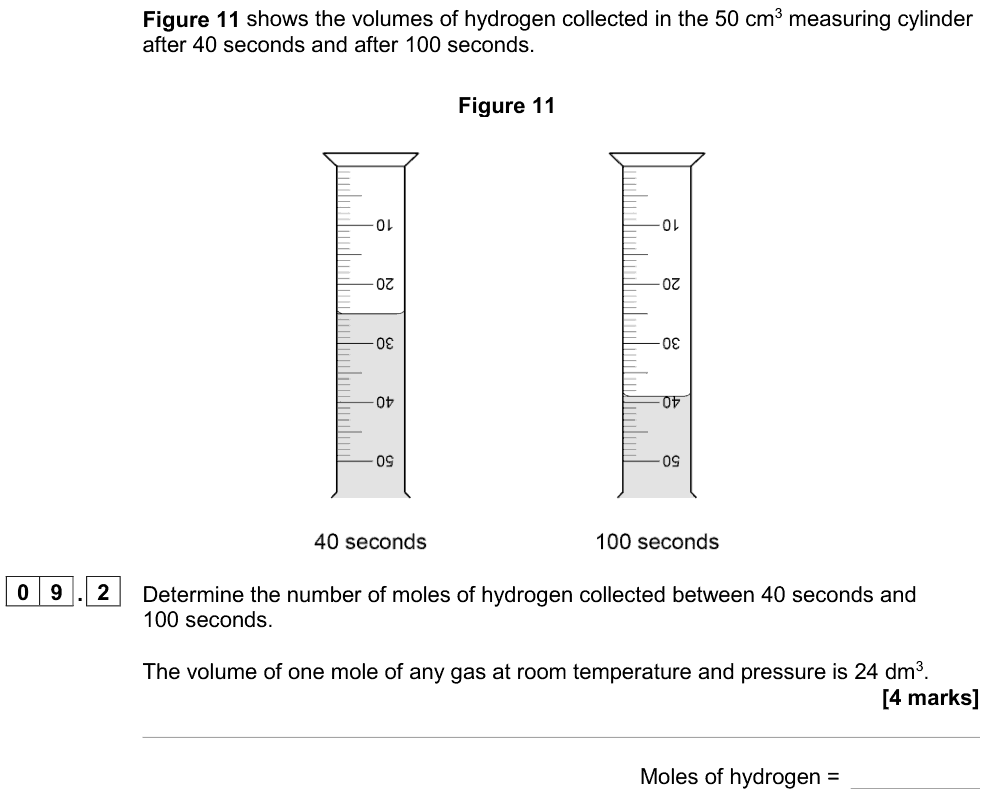 Figure 11 shows the volumes of hydrogen collected in the 50 cm³ measuring cylinder
after 40 seconds and after 100 seconds.
Figure 11
10
20
30
40
50
10
20
30
40
50
40 seconds
100 seconds
0 9 . 2 Determine the number of moles of hydrogen collected between 40 seconds and
100 seconds.
The volume of one mole of any gas at room temperature and pressure is 24 dm³.
[4 marks]
Moles of hydrogen =